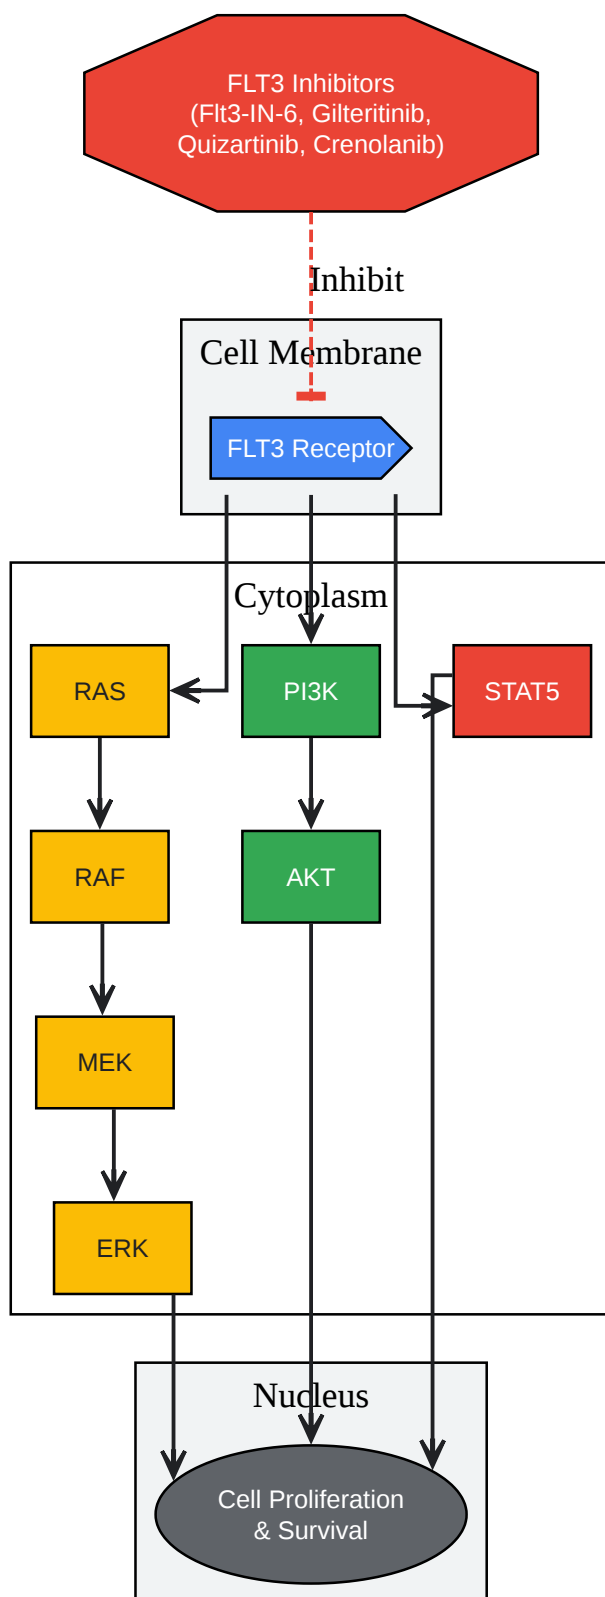 FLT3 Inhibitors
(Flt3-IN-6, Gilteritinib,
Quizartinib, Crenolanib)
Inhibit
Cell Membrane
FLT3 Receptor
Cytoplasm
RAS
PI3K
STAT5
RAF
AKT
MEK
ERK
Nucleus
Cell Proliferation
& Survival